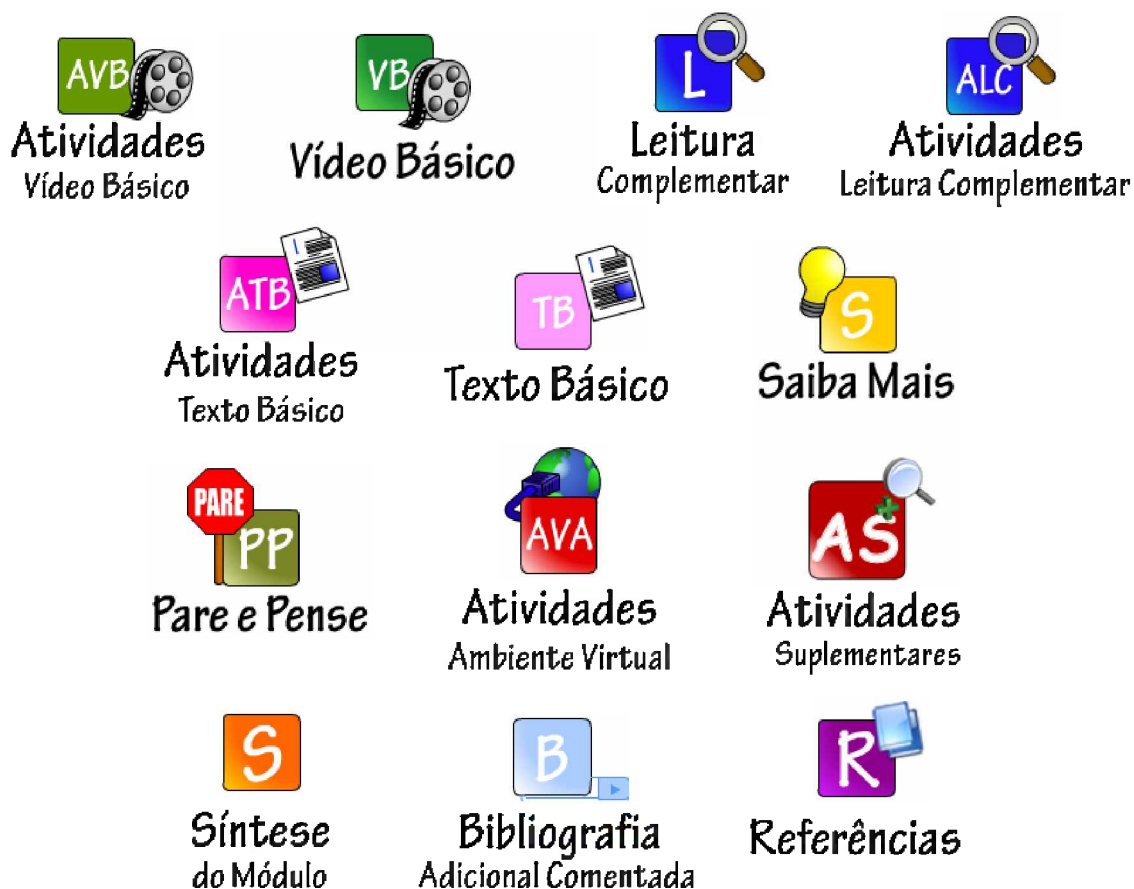 AVB
Atividades
Vídeo Básico
VB
Vídeo Básico
L
Leitura
Complementar
ALC
Atividades
Leitura Complementar
ATB
Atividades
Texto Básico
TB
Texto Básico
S
Saiba Mais
PARE
PP
Pare e Pense
AVA
Atividades
Ambiente Virtual
AS
Atividades
Suplementares
S
Síntese
do Módulo
B
Bibliografia
Adicional Comentada
R
Referências